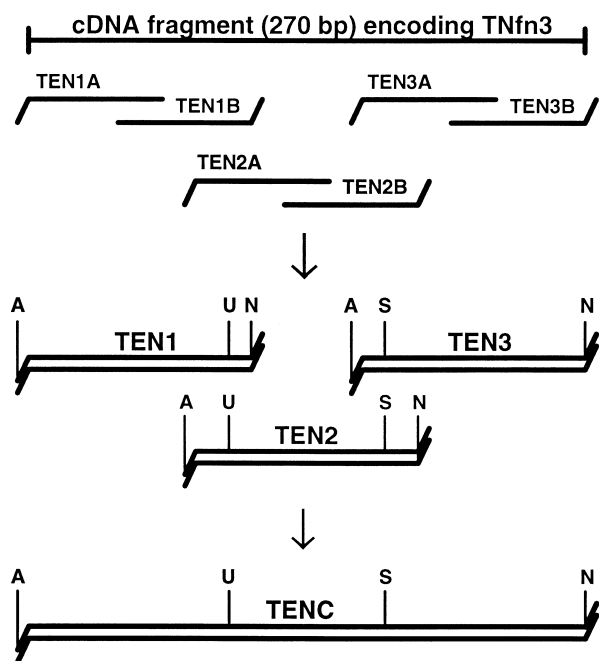 cDNA fragment (270 bp) encoding TNfn3
TEN1A TEN3A
TEN1B TEN3B
TEN2A
TEN2B
A U N A S N
TEN1 TEN3
A U S N
TEN2
A U S N
TENC